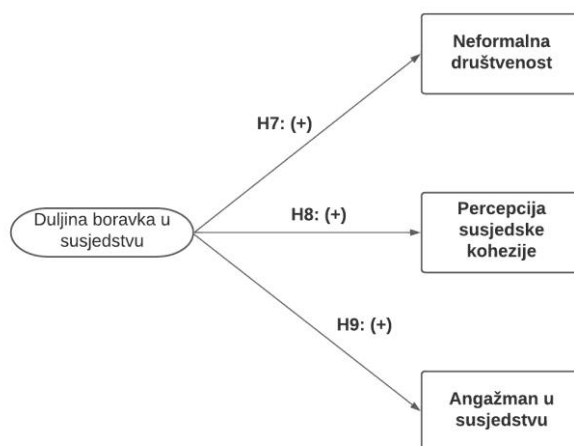 Neformalna
društvenost
H7: (+)
Duljina boravka u
susjedstvu
H8: (+)
Percepcija
susjedske
kohezije
H9: (+)
Angažman u
susjedstvu